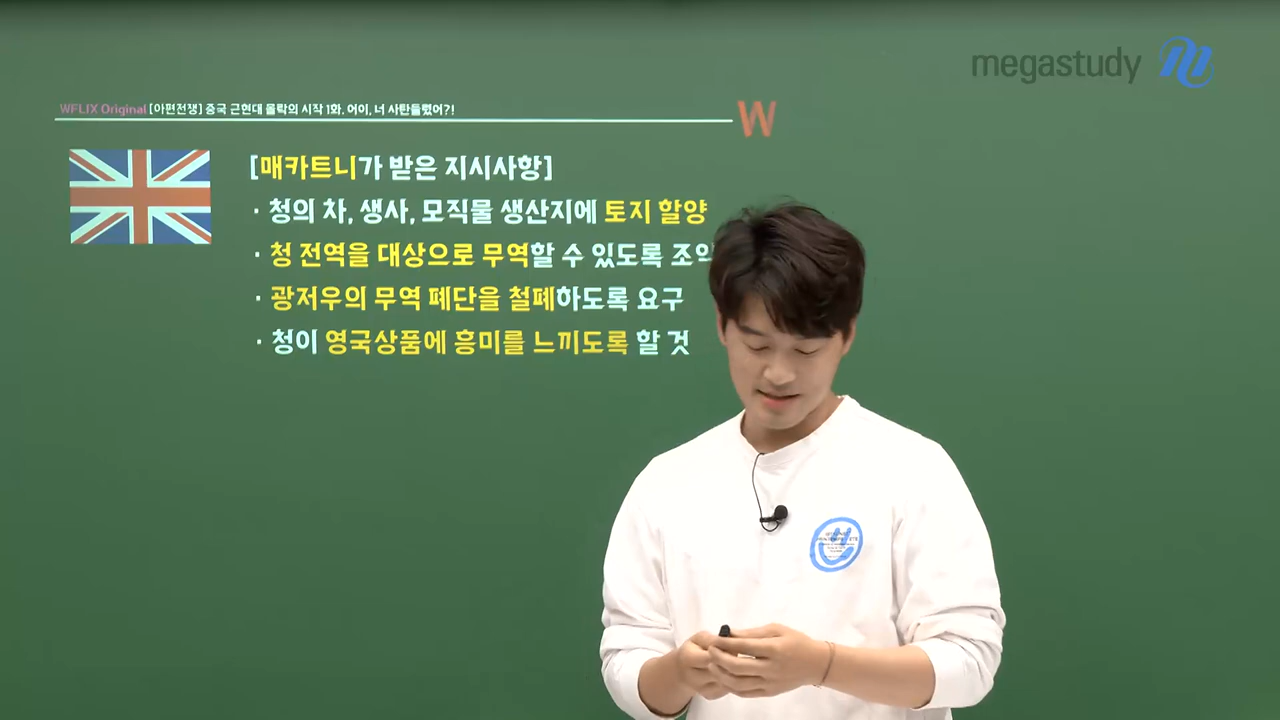 megastudy
WFLIX Original [아편전쟁] 중국 근현대 몰락의 시작 1화. 어이, 너 사탄들렸어?!
W
[매카트니가 받은 지시사항]
· 청의 차, 생사, 모직물 생산지에 토지 할양
· 청 전역을 대상으로 무역할 수 있도록
· 광저우의 무역 폐단을 철폐하도록 요구
· 청이 영국상품에 흥미를 느끼도록 할 것